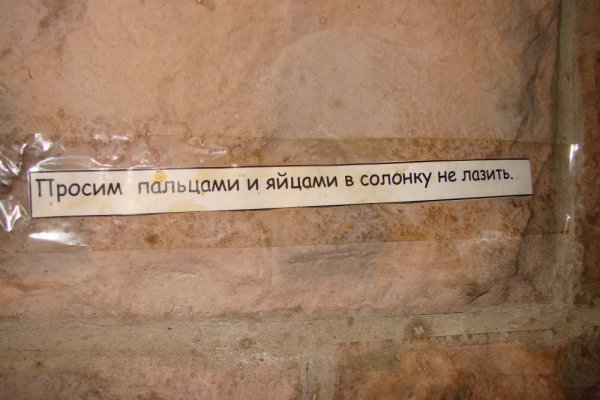 Просим пальцами и яйцами в солонку не лазить.